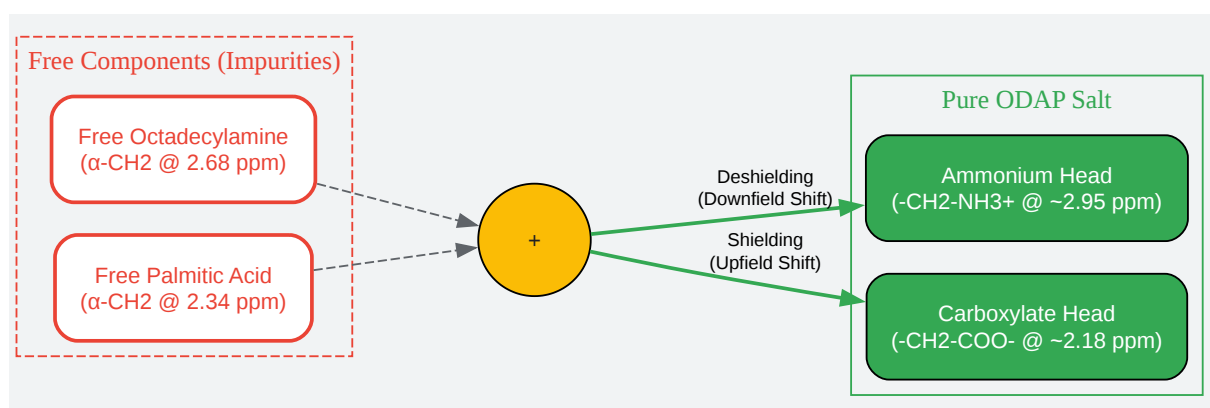 Free Components (Impurities)
Free Octadecylamine
(α-CH2 @ 2.68 ppm)
Free Palmitic Acid
(α-CH2 @ 2.34 ppm)
+
Deshielding
(Downfield Shift)
Shielding
(Upfield Shift)
Pure ODAP Salt
Ammonium Head
(-CH2-NH3+ @ ~2.95 ppm)
Carboxylate Head
(-CH2-COO- @ ~2.18 ppm)